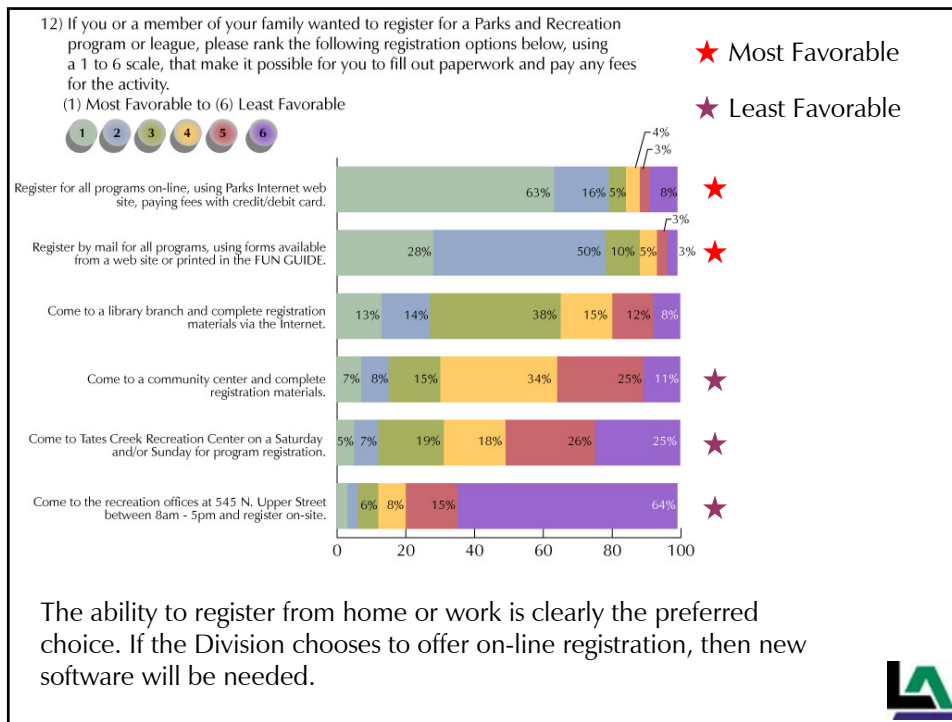 12) If you or a member of your family wanted to register for a Parks and Recreation
program or league, please rank the following registration options below, using
a 1 to 6 scale, that make it possible for you to fill out paperwork and pay any fees
for the activity.
(1) Most Favorable to (6) Least Favorable
1 2 3 4 5 6
Most Favorable
Least Favorable
4%
3%
Register for all programs on-line, using Parks Internet web
site, paying fees with credit/debit card.
63% 16% 5% 8%
3%
Register by mail for all programs, using forms available
from a web site or printed in the FUN GUIDE.
28% 50% 10% 5% 3%
Come to a library branch and complete registration
materials via the Internet.
13% 14% 38% 15% 12% 8%
Come to a community center and complete
registration materials.
7% 8% 15% 34% 25% 11%
Come to Tates Creek Recreation Center on a Saturday
and/or Sunday for program registration.
5% 7% 19% 18% 26% 25%
Come to the recreation offices at 545 N. Upper Street
between 8am - 5pm and register on-site.
6% 8% 15% 64%
0 20 40 60 80 100
The ability to register from home or work is clearly the preferred
choice. If the Division chooses to offer on-line registration, then new
software will be needed.
LA